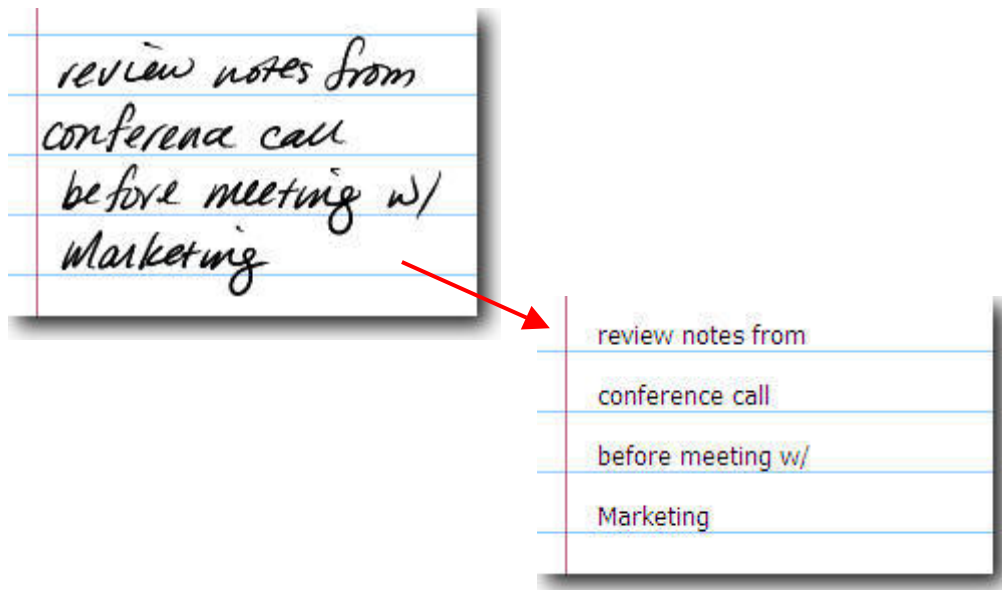 review notes from
conference call
before meeting w/
Marketing
review notes from
conference call
before meeting w/
Marketing